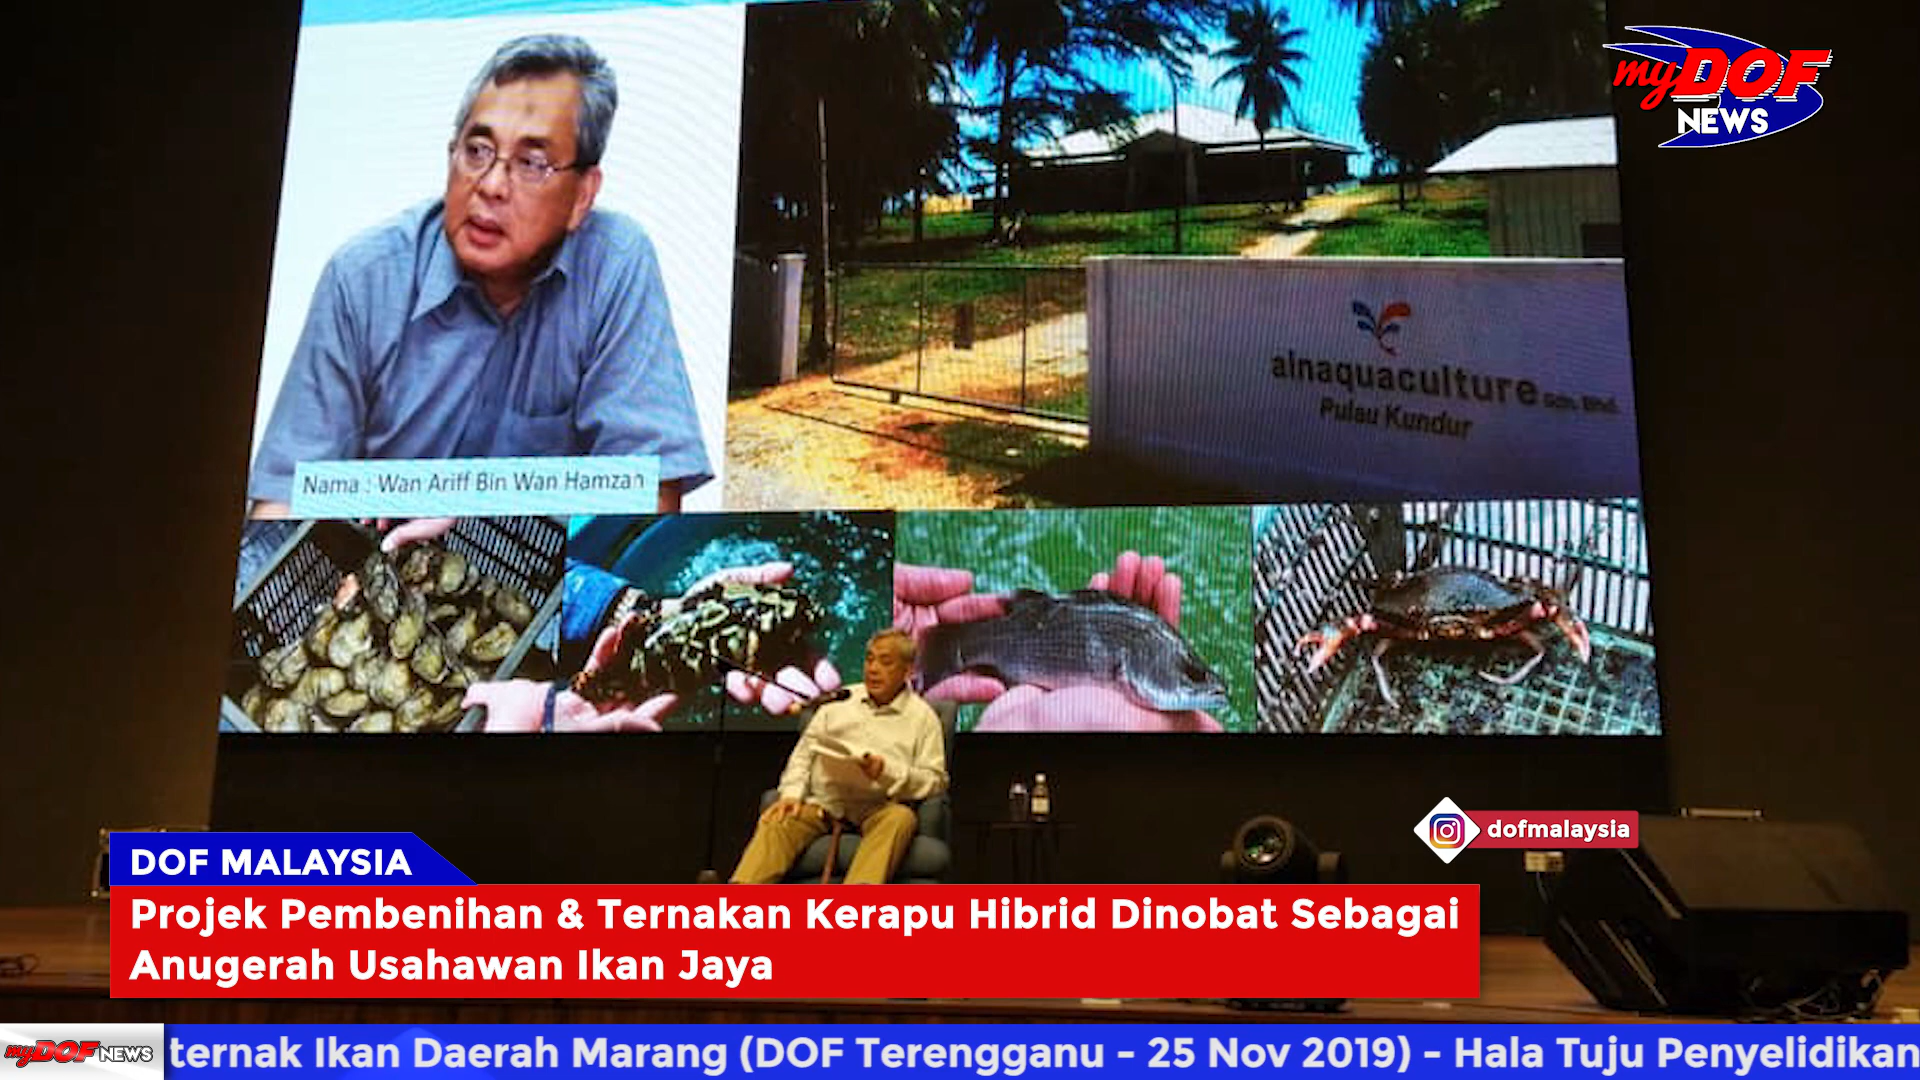 myDOF
NEWS
alnaquaculture Sdn. Bhd.
Pulau Kundur
Nama : Wan Ariff Bin Wan Hamzah
dofmalaysia
DOF MALAYSIA
Projek Pembenihan & Ternakan Kerapu Hibrid Dinobat Sebagai
Anugerah Usahawan Ikan Jaya
myDOF NEWS
ternak Ikan Daerah Marang (DOF Terengganu - 25 Nov 2019) - Hala Tuju Penyelidikan